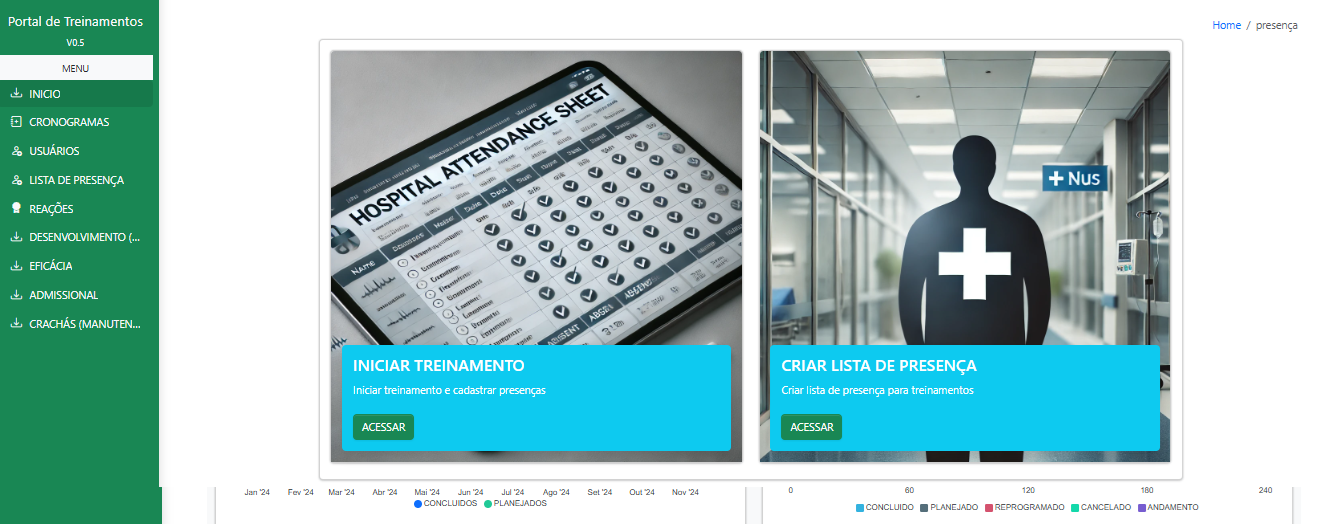 Portal de Treinamentos
V0.5
MENU
INICIO
CRONOGRAMAS
USUÁRIOS
LISTA DE PRESENÇA
REAÇÕES
DESENVOLVIMENTO (...
EFICÁCIA
ADMISSIONAL
CRACHÁS (MANUTEN...
Home / presença
HOSPITAL ATTENDANCE SHEET
NAME
INICIAR TREINAMENTO
Iniciar treinamento e cadastrar presenças
ACESSAR
+ Nus
CRIAR LISTA DE PRESENÇA
Criar lista de presença para treinamentos
ACESSAR
Jan '24 Fev '24 Mar '24 Abr '24 Mai '24 Jun '24 Jul '24 Ago '24 Set '24 Out '24 Nov '24
CONCLUIDOS PLANEJADOS
0 60 120 180 240
CONCLUIDO PLANEJADO REPROGRAMADO CANCELADO ANDAMENTO